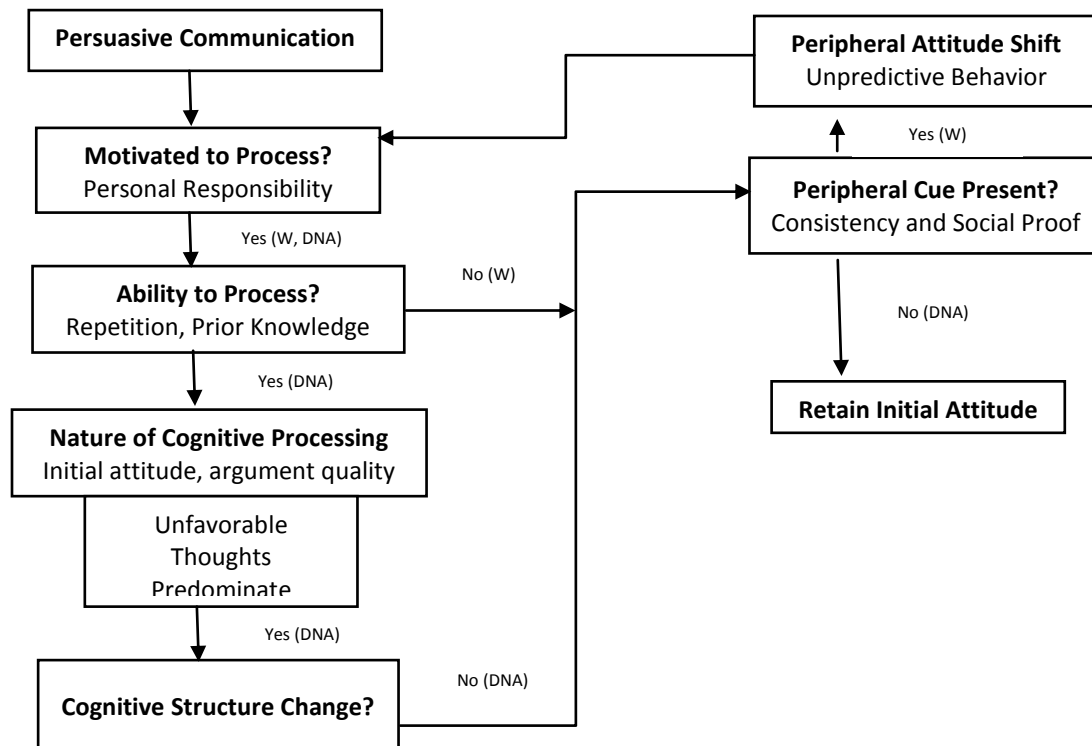 Persuasive Communication
Motivated to Process?
Personal Responsibility
Yes (W, DNA)
Ability to Process?
Repetition, Prior Knowledge
No (W)
Yes (DNA)
Nature of Cognitive Processing
Initial attitude, argument quality
Unfavorable
Thoughts
Predominate
Yes (DNA)
Cognitive Structure Change?
No (DNA)
Peripheral Attitude Shift
Unpredictive Behavior
Yes (W)
Peripheral Cue Present?
Consistency and Social Proof
No (DNA)
Retain Initial Attitude